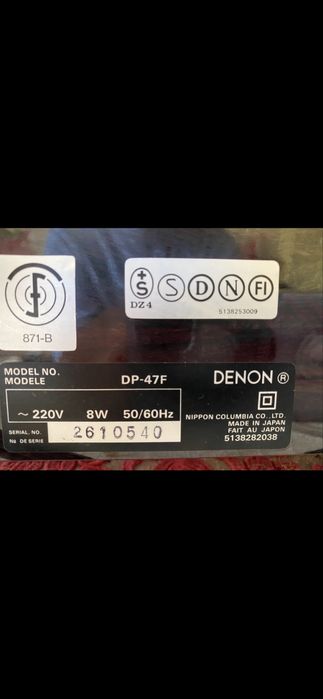 871-B
+
S
DZ4
S D N FI
5138253009
MODEL NO.
MODELE
DP-47F
DENON ®
~ 220V 8W 50/60Hz
SERIAL. NO.
Nº DE SERIE
2610540
NIPPON COLUMBIA CO., LTD.
MADE IN JAPAN
FAIT AU JAPON
5138282038